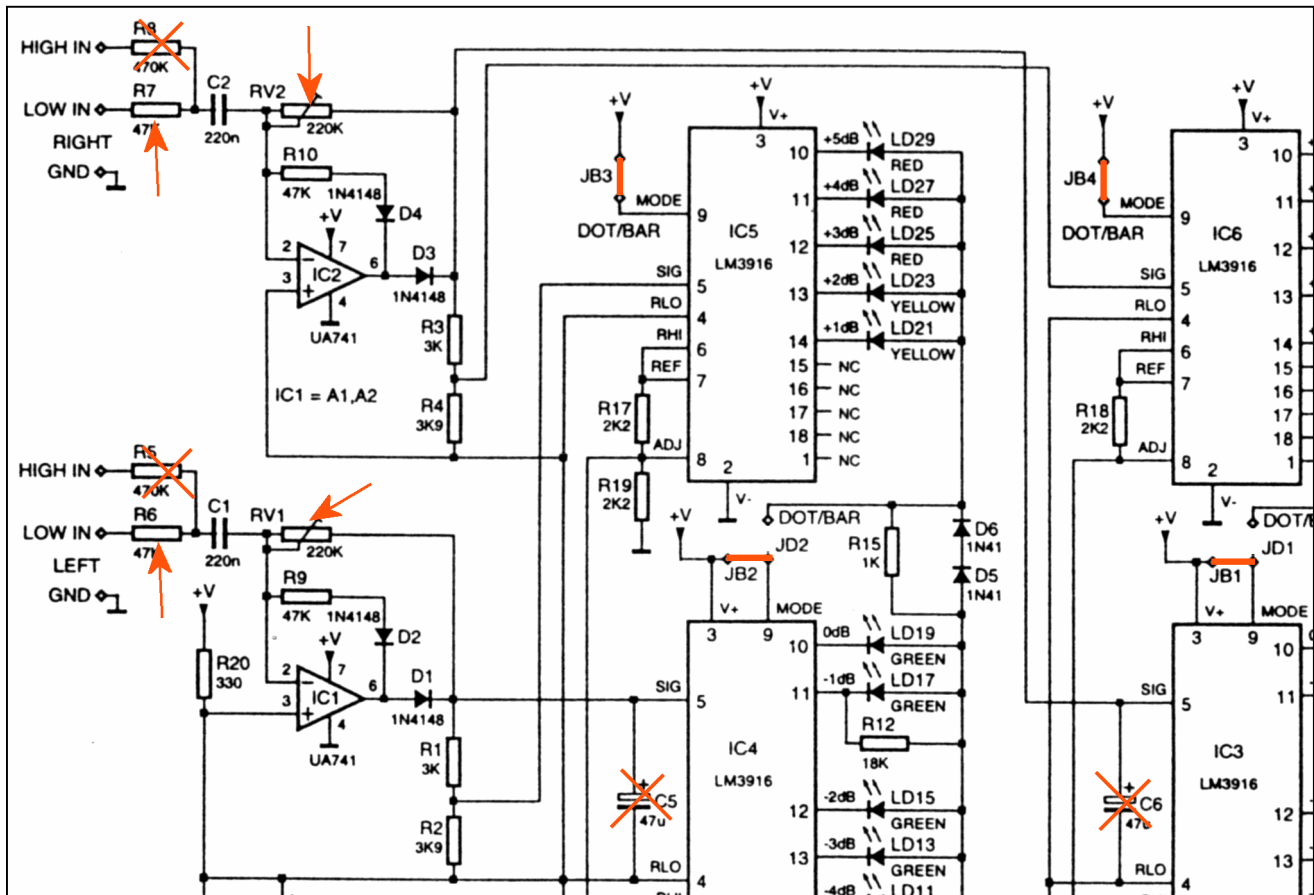 R8
HIGH IN
470K
R7
LOW IN
47K
C2
220n
RIGHT
GND
RV2
220K
R10
47K
1N4148
D4
+V
7
2
IC2
6
3
4
UA741
D3
1N4148
R3
3K
IC1 = A1,A2
R4
3K9
+V
JB3
MODE
9
DOT/BAR
+V
V+
3
IC5
LM3916
SIG
5
RLO
4
RHI
6
REF
7
R17
2K2
ADJ
8
R19
2K2
2
V-
10
+5dB
LD29
RED
11
+4dB
LD27
RED
12
+3dB
LD25
RED
13
+2dB
LD23
YELLOW
14
+1dB
LD21
YELLOW
15 NC
16 NC
17 NC
18 NC
1 NC
+V
JB4
MODE
9
DOT/BAR
+V
V+
3
IC6
LM3916
SIG
5
RLO
4
RHI
6
REF
7
R18
2K2
ADJ
8
2
V-
10
11
12
13
14
15
16
17
18
1
R5
HIGH IN
470K
R6
LOW IN
47K
C1
220n
LEFT
GND
RV1
220K
R9
47K
1N4148
D2
+V
R20
330
+V
7
2
IC1
6
3
4
UA741
D1
1N4148
R1
3K
R2
3K9
C5
47u
+V
JB2
JD2
DOT/BAR
R15
1K
D6
1N41
D5
1N41
V+
3
MODE
9
SIG
5
IC4
LM3916
RLO
4
10
0dB
LD19
GREEN
11
-1dB
LD17
GREEN
R12
18K
12
-2dB
LD15
GREEN
13
-3dB
LD13
GREEN
-4dB
LD11
+V
JB1
JD1
DOT/B
V+
3
MODE
9
SIG
5
IC3
LM3916
C6
47u
RLO
4
10
11
12
13